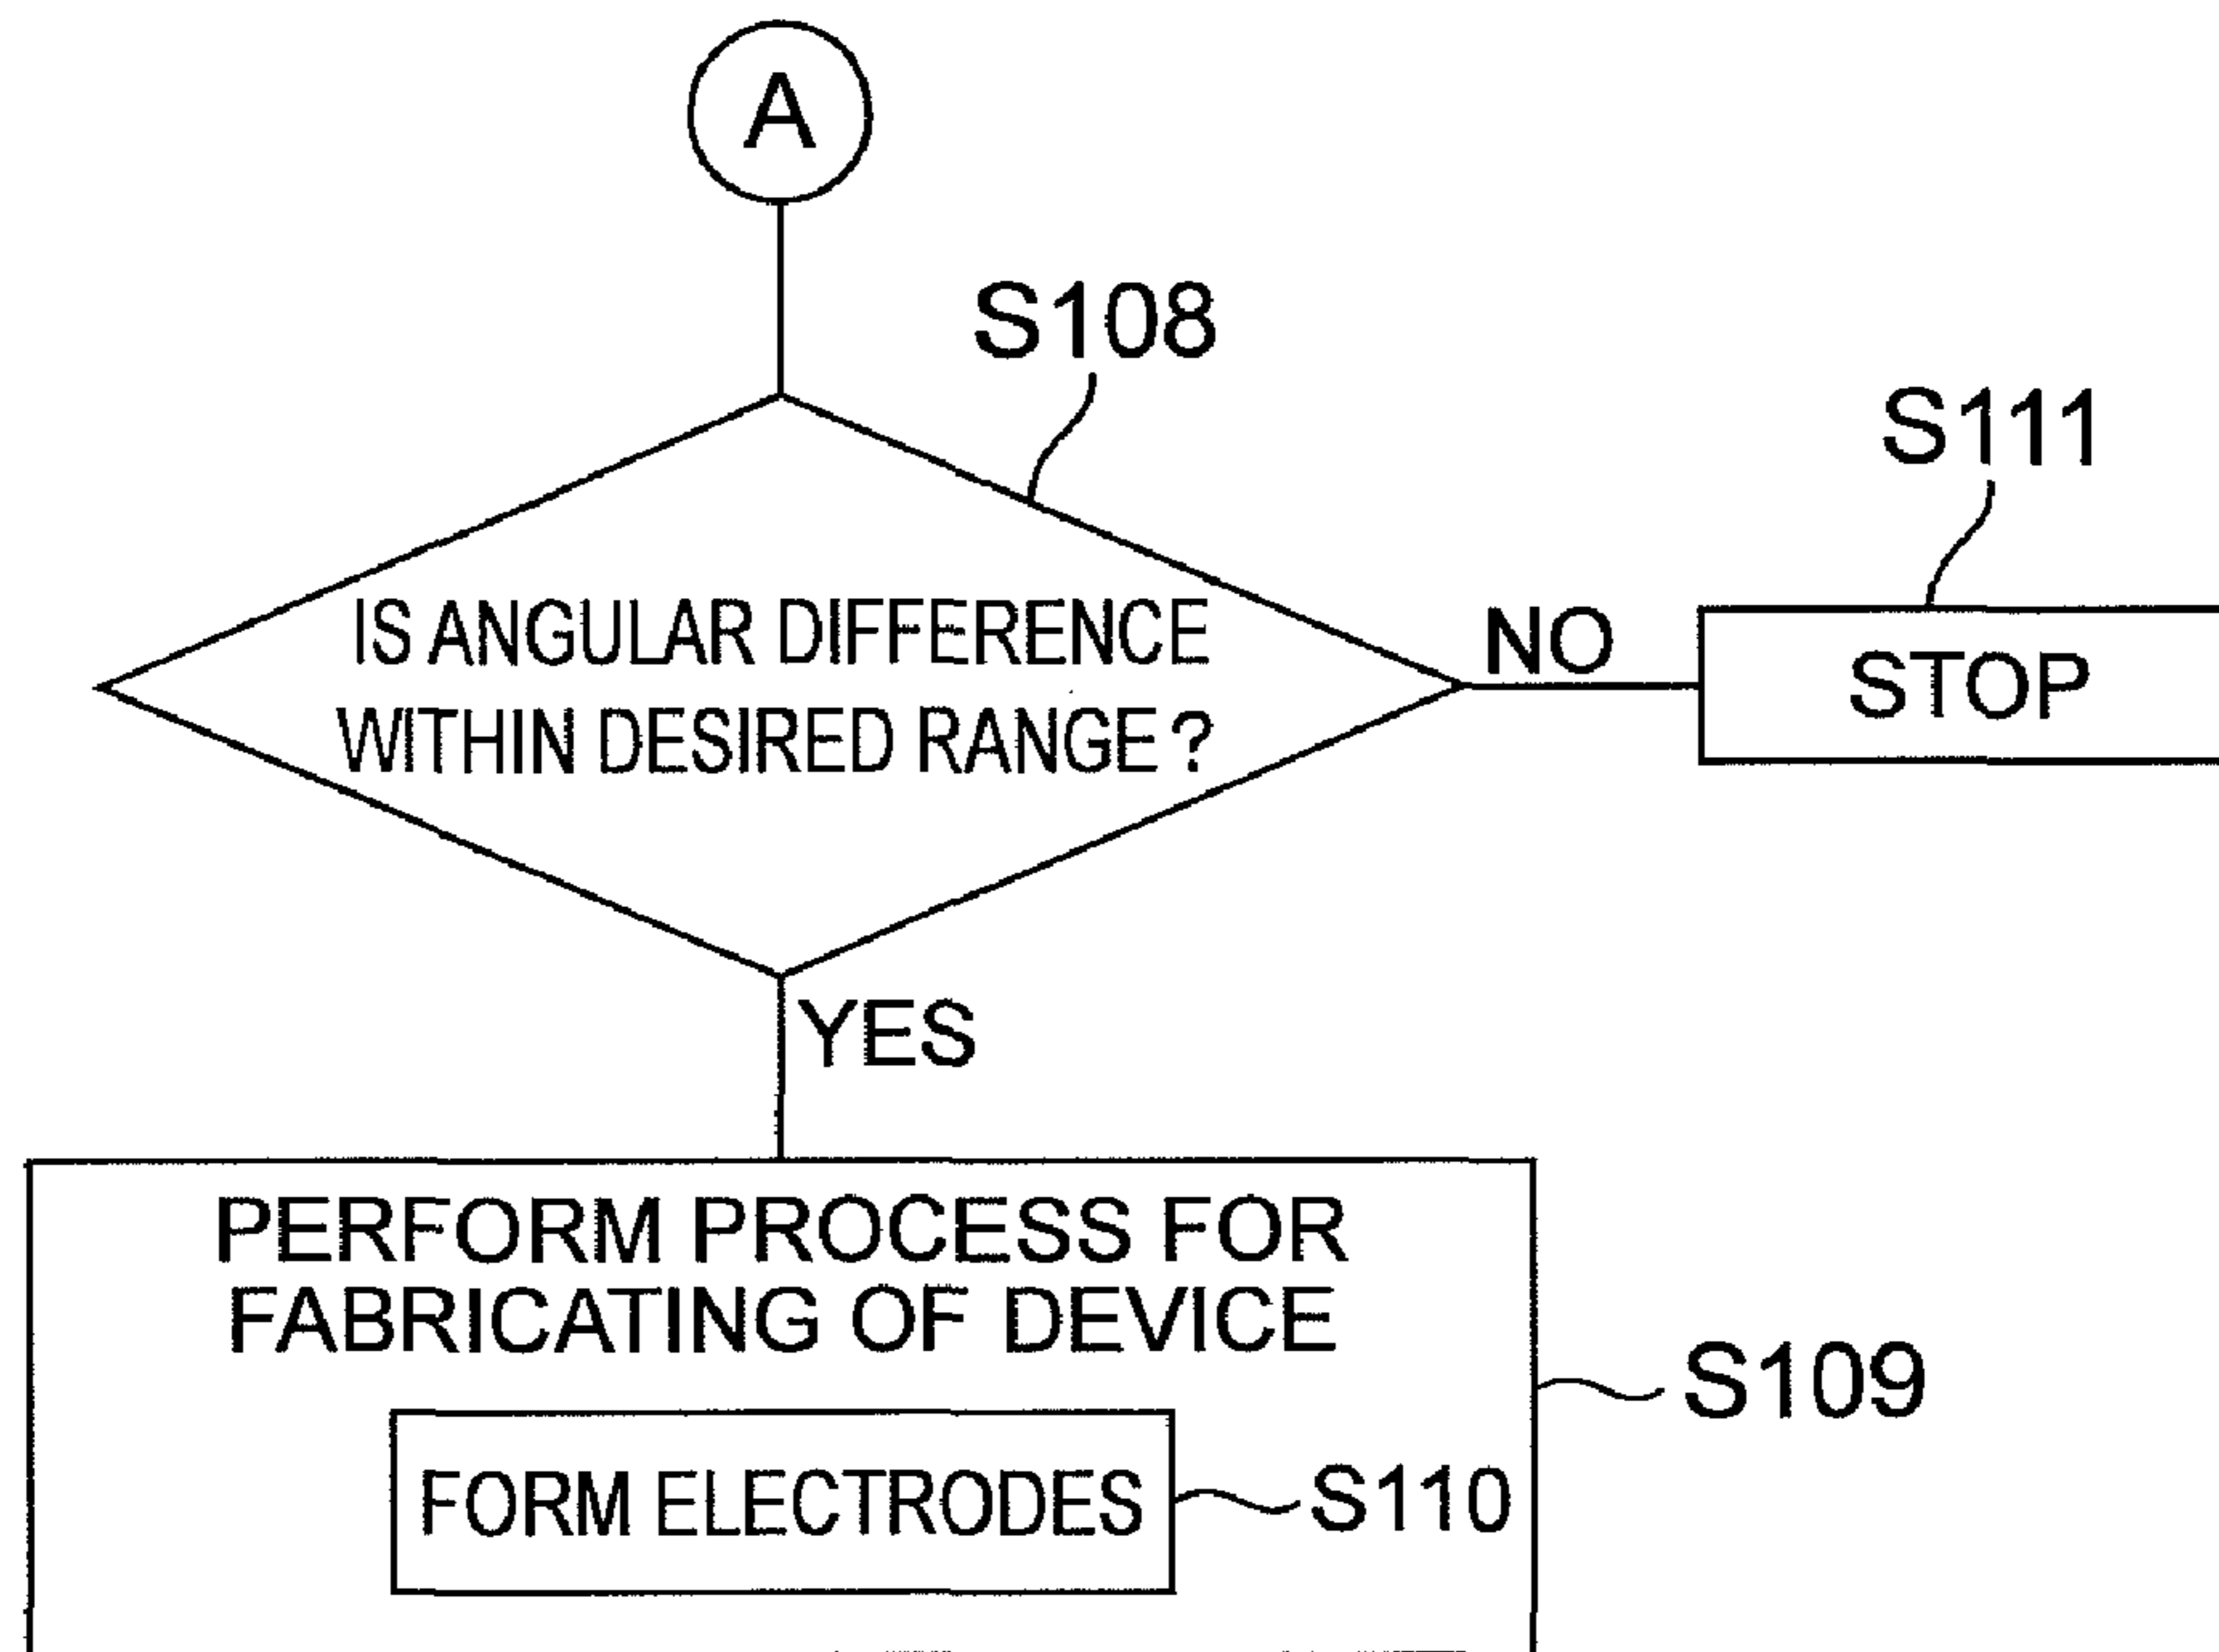 A
S108
S111
IS ANGULAR DIFFERENCE
WITHIN DESIRED RANGE?
NO
STOP
YES
PERFORM PROCESS FOR
FABRICATING OF DEVICE
S109
FORM ELECTRODES
S110